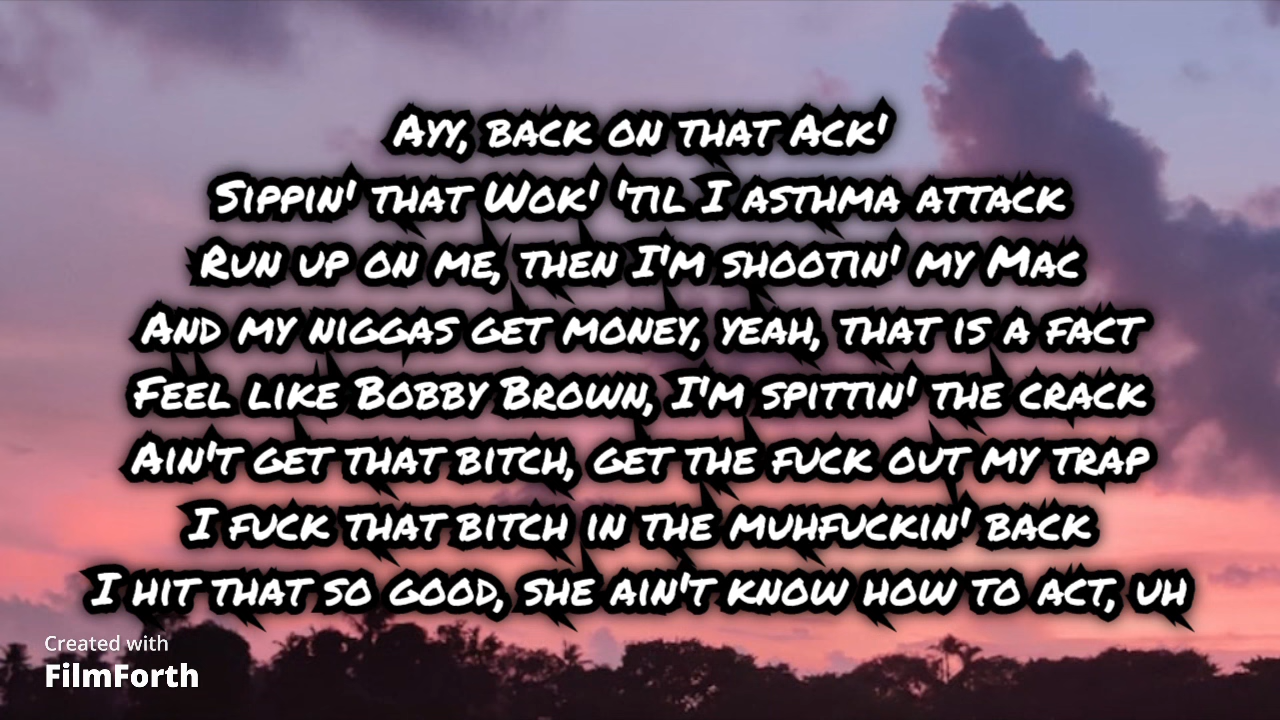 Ayy, back on that Ack'
Sippin' that Wok' 'til I asthma attack
Run up on me, then I'm shootin' my Mac
And my niggas get money, yeah, that is a fact
Feel like Bobby Brown, I'm spittin' the crack
Ain't get that bitch, get the fuck out my trap
I fuck that bitch in the muhfuckin' back
I hit that so good, she ain't know how to act, uh
Created with
FilmForth